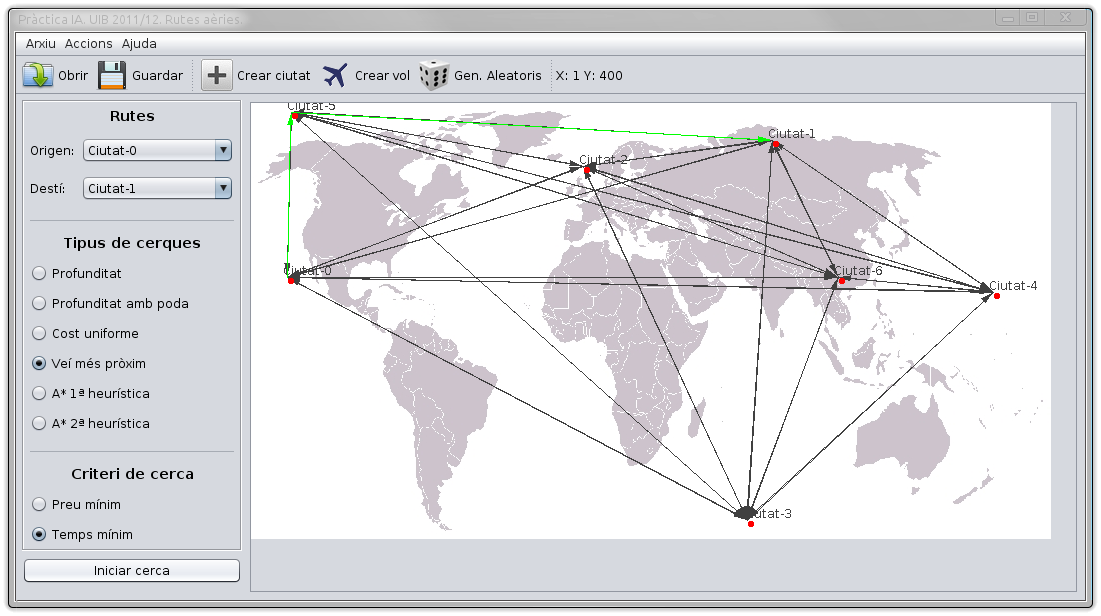 Pràctica IA. UIB 2011/12. Rutes aèries.
Arxiu Accions Ajuda
Obrir Guardar Crear ciutat Crear vol Gen. Aleatoris X: 1 Y: 400
Rutes
Origen: Ciutat-0
Destí: Ciutat-1
Tipus de cerques
Profunditat
Profunditat amb poda
Cost uniforme
Veí més pròxim
A* 1ª heurística
A* 2ª heurística
Criteri de cerca
Preu mínim
Temps mínim
Iniciar cerca
Ciutat-5
Ciutat-1
Ciutat-2
Ciutat-0
Ciutat-6
Ciutat-4
Ciutat-3